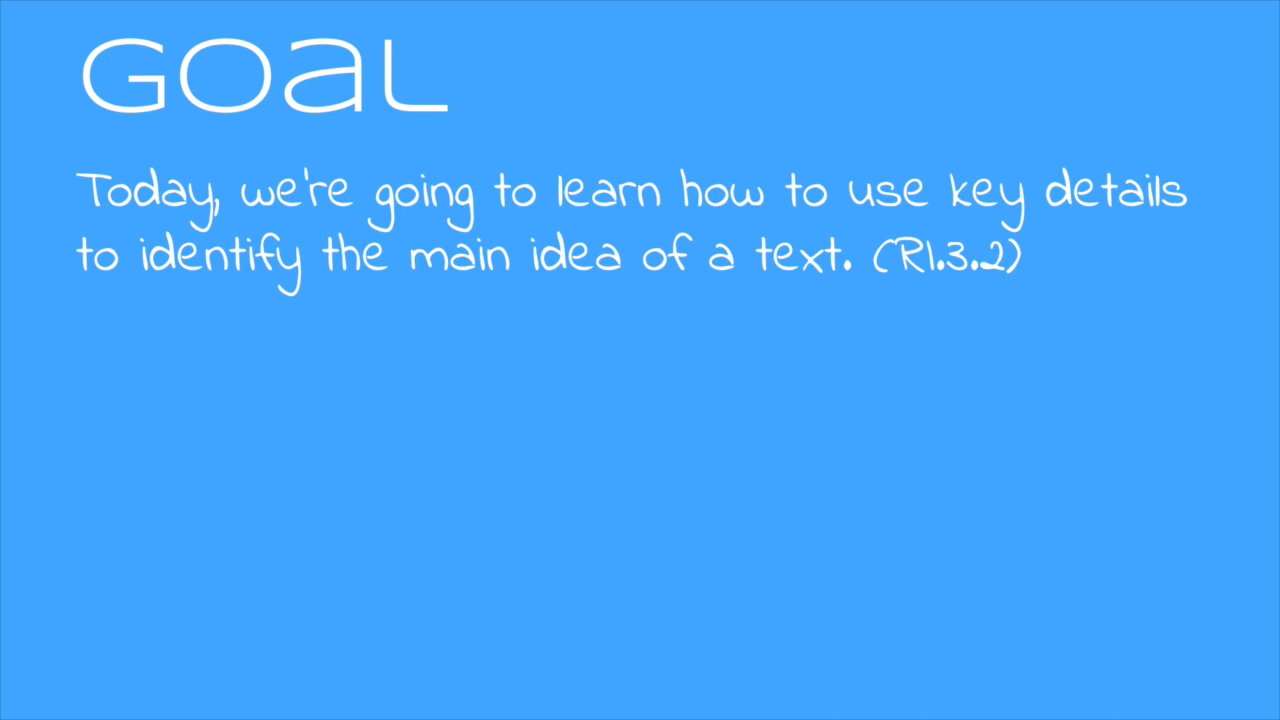 GOAL
Today, we're going to learn how to use key details
to identify the main idea of a text. (RI.3.2)